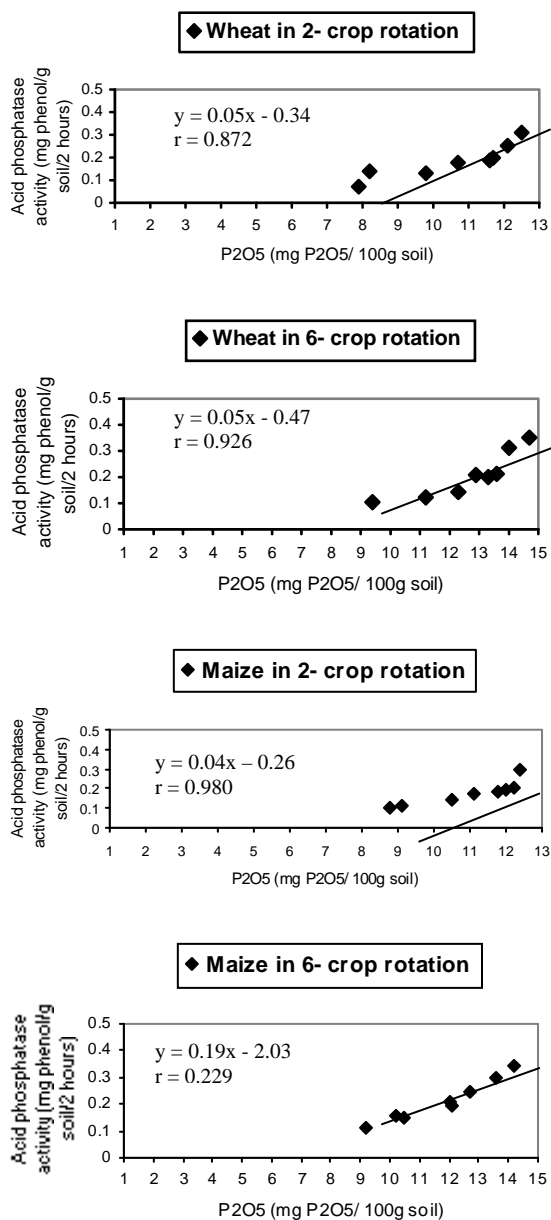 Wheat in 2- crop rotation
Acid phosphatase
activity (mg phenol/g
soil/2 hours)
0.5
0.4
0.3
0.2
0.1
0
y = 0.05x - 0.34
r = 0.872
1 2 3 4 5 6 7 8 9 10 11 12 13
P2O5 (mg P2O5/ 100g soil)
Wheat in 6- crop rotation
Acid phosphatase
activity (mg phenol/g
soil/2 hours)
0.5
0.4
0.3
0.2
0.1
0
y = 0.05x - 0.47
r = 0.926
1 2 3 4 5 6 7 8 9 10 11 12 13 14 15
P2O5 (mg P2O5/ 100g soil)
Maize in 2- crop rotation
Acid phosphatase
activity (mg phenol/g
soil/2 hours)
0.5
0.4
0.3
0.2
0.1
0
y = 0.04x – 0.26
r = 0.980
1 2 3 4 5 6 7 8 9 10 11 12 13
P2O5 (mg P2O5/ 100g soil)
Maize in 6- crop rotation
Acid phosphatase
activity (mg phenol/g
soil/2 hours)
0.5
0.4
0.3
0.2
0.1
0
y = 0.19x - 2.03
r = 0.229
1 2 3 4 5 6 7 8 9 10 11 12 13 14 15
P2O5 (mg P2O5/ 100g soil)